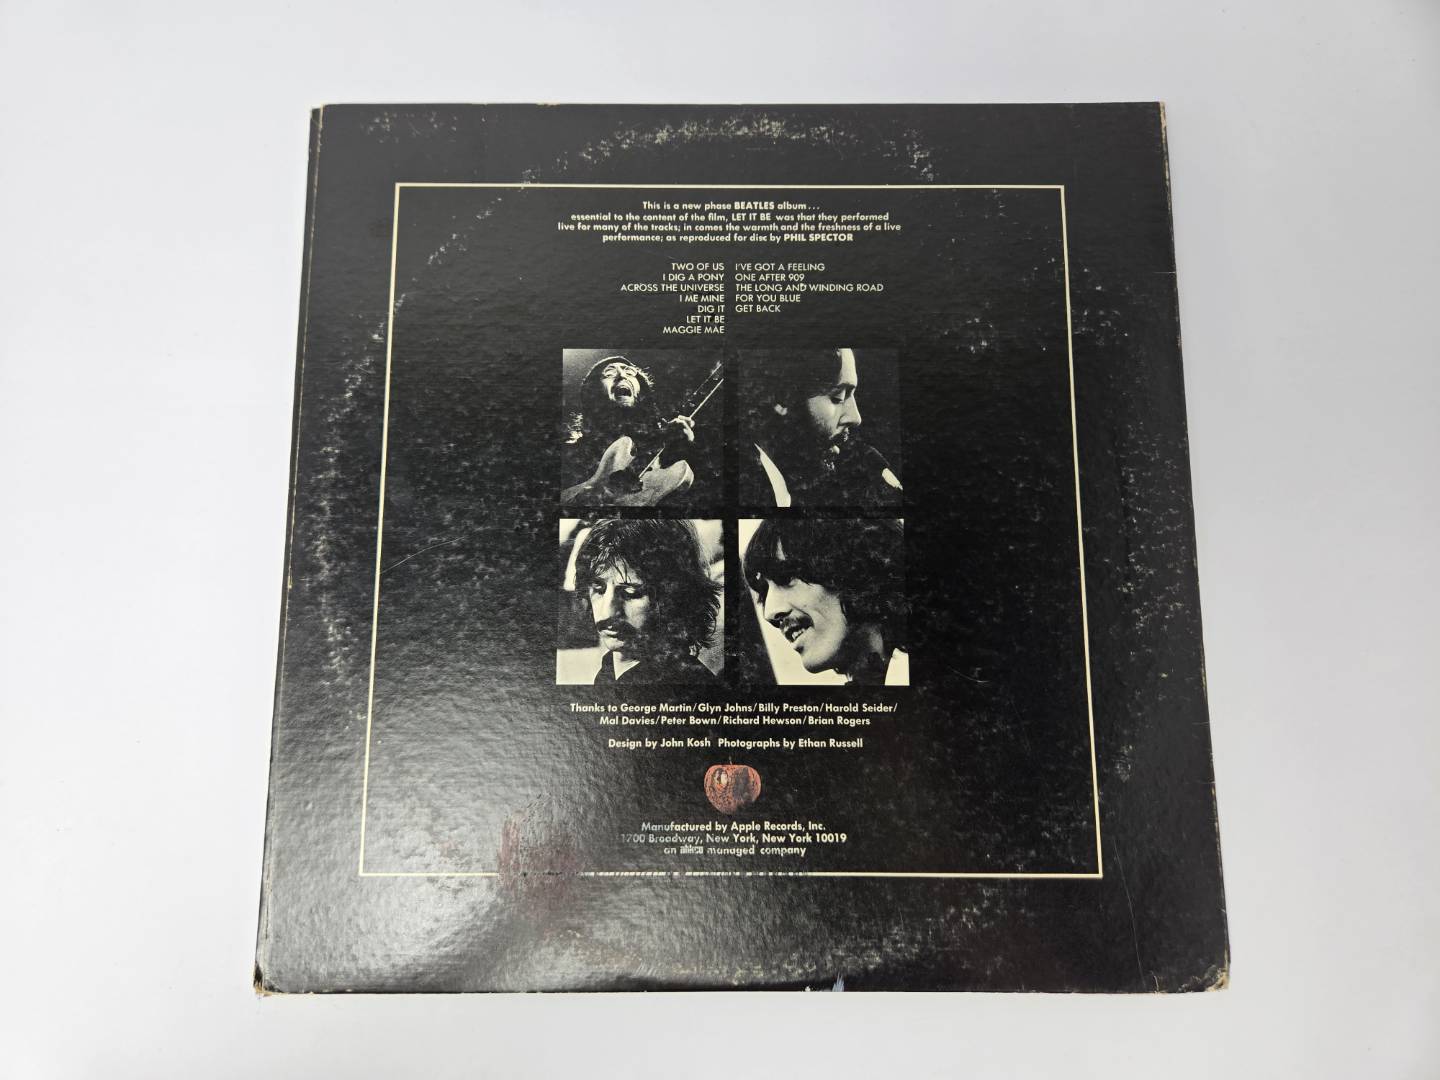 This is a new phase BEATLES album...
essential to the content of the film, LET IT BE was that they performed
live for many of the tracks; in comes the warmth and the freshness of a live
performance; as reproduced for disc by PHIL SPECTOR
TWO OF US
I DIG A PONY
ACROSS THE UNIVERSE
I ME MINE
DIG IT
LET IT BE
MAGGIE MAE
I'VE GOT A FEELING
ONE AFTER 909
THE LONG AND WINDING ROAD
FOR YOU BLUE
GET BACK
Thanks to George Martin/Glyn Johns/Billy Preston/Harold Seider/
Mal Davies/Peter Bown/Richard Hewson/Brian Rogers
Design by John Kosh Photographs by Ethan Russell
Manufactured by Apple Records, Inc.
1700 Broadway, New York, New York 10019
an abkco managed company